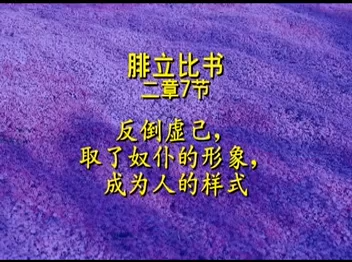 腓立比书
二章7节
反倒虚己，
取了奴仆的形象，
成为人的样式